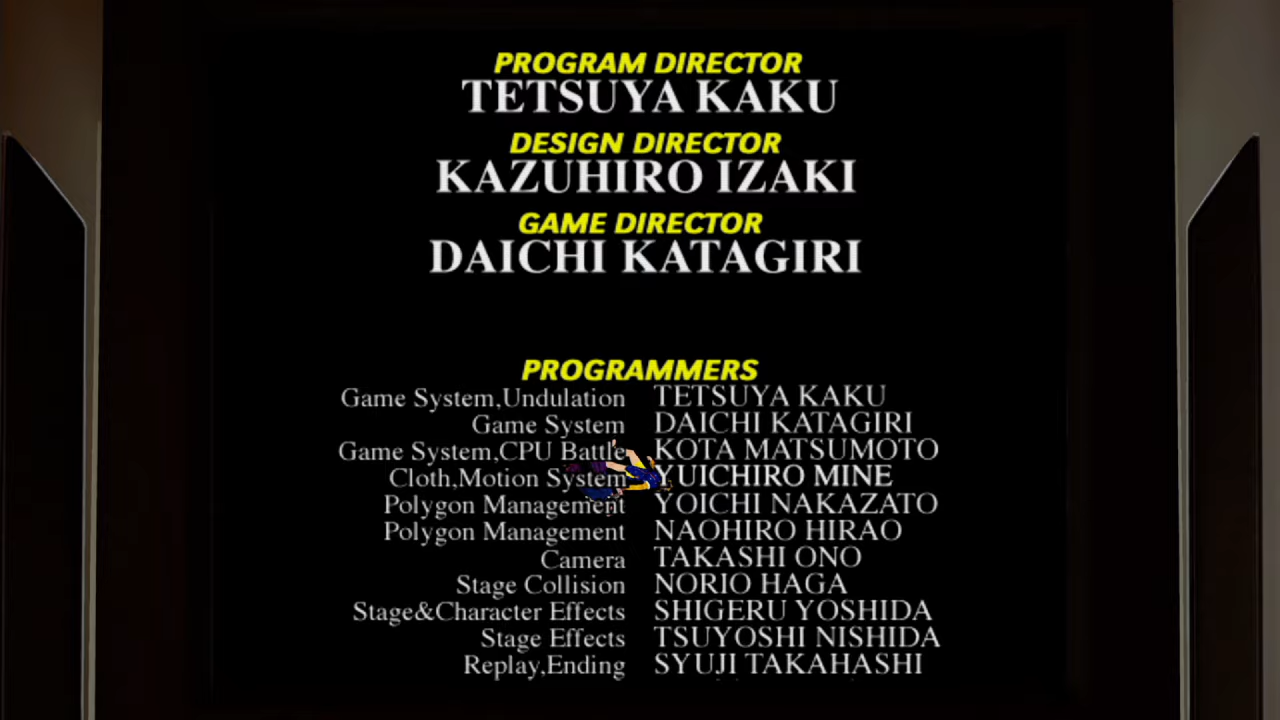 PROGRAM DIRECTOR
TETSUYA KAKU
DESIGN DIRECTOR
KAZUHIRO IZAKI
GAME DIRECTOR
DAICHI KATAGIRI
PROGRAMMERS
Game System,Undulation TETSUYA KAKU
Game System DAICHI KATAGIRI
Game System,CPU Battle KOTA MATSUMOTO
Cloth,Motion System YUICHIRO MINE
Polygon Management YOICHI NAKAZATO
Polygon Management NAOHIRO HIRAO
Camera TAKASHI ONO
Stage Collision NORIO HAGA
Stage&Character Effects SHIGERU YOSHIDA
Stage Effects TSUYOSHI NISHIDA
Replay,Ending SYUJI TAKAHASHI